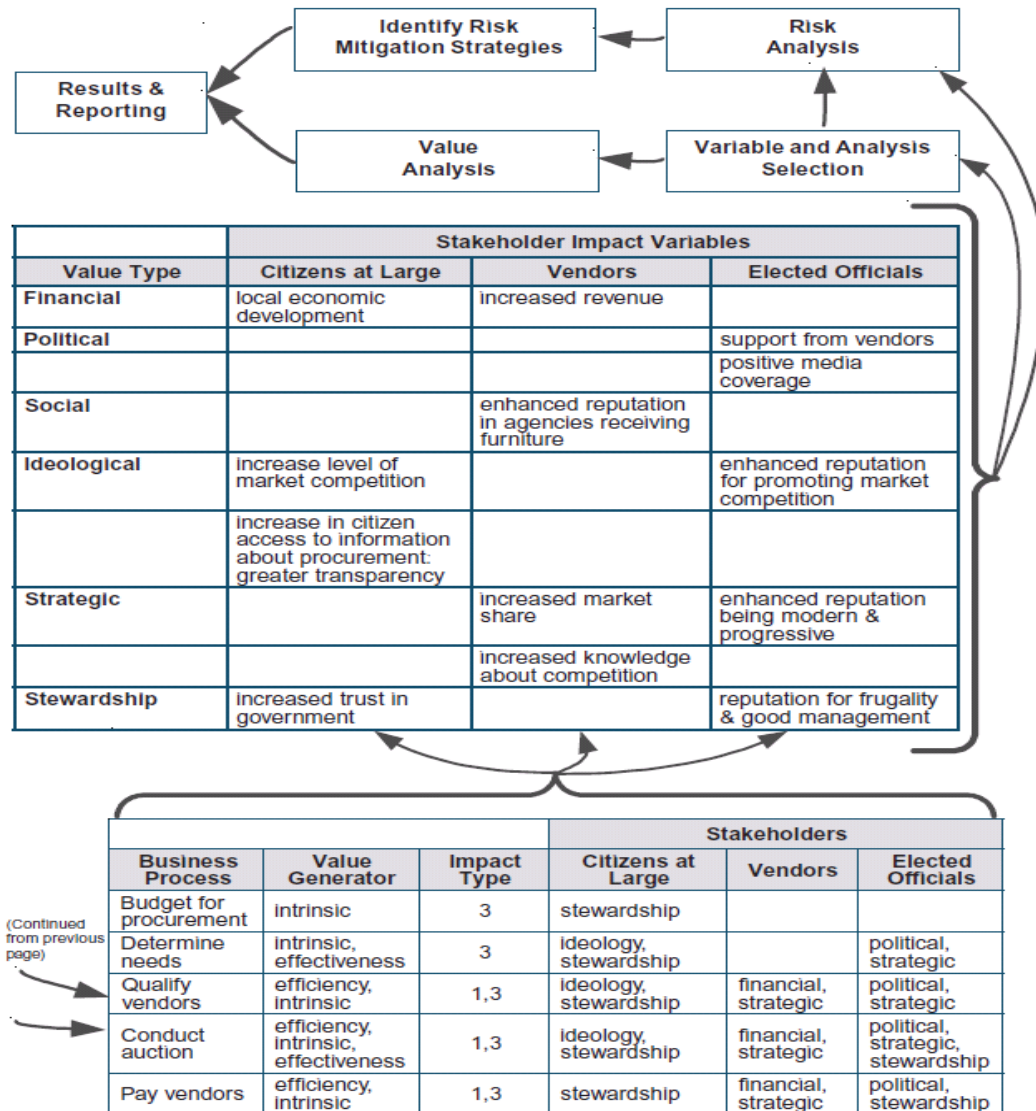 Identify Risk
Mitigation Strategies
Risk
Analysis
Results &
Reporting
Value
Analysis
Variable and Analysis
Selection
Stakeholder Impact Variables
Value Type Citizens at Large Vendors Elected Officials
Financial local economic development increased revenue
Political support from vendors
positive media coverage
Social enhanced reputation in agencies receiving furniture
Ideological increase level of market competition enhanced reputation for promoting market competition
increase in citizen access to information about procurement: greater transparency
Strategic increased market share enhanced reputation being modern & progressive
increased knowledge about competition
Stewardship increased trust in government reputation for frugality & good management
Stakeholders
Business Process Value Generator Impact Type Citizens at Large Vendors Elected Officials
Budget for procurement intrinsic 3 stewardship
(Continued
from previous
page)
Determine needs intrinsic, effectiveness 3 ideology, stewardship political, strategic
Qualify vendors efficiency, intrinsic 1,3 ideology, stewardship financial, strategic political, strategic
Conduct auction efficiency, intrinsic, effectiveness 1,3 ideology, stewardship financial, strategic political, strategic, stewardship
Pay vendors efficiency, intrinsic 1,3 stewardship financial, strategic political, stewardship